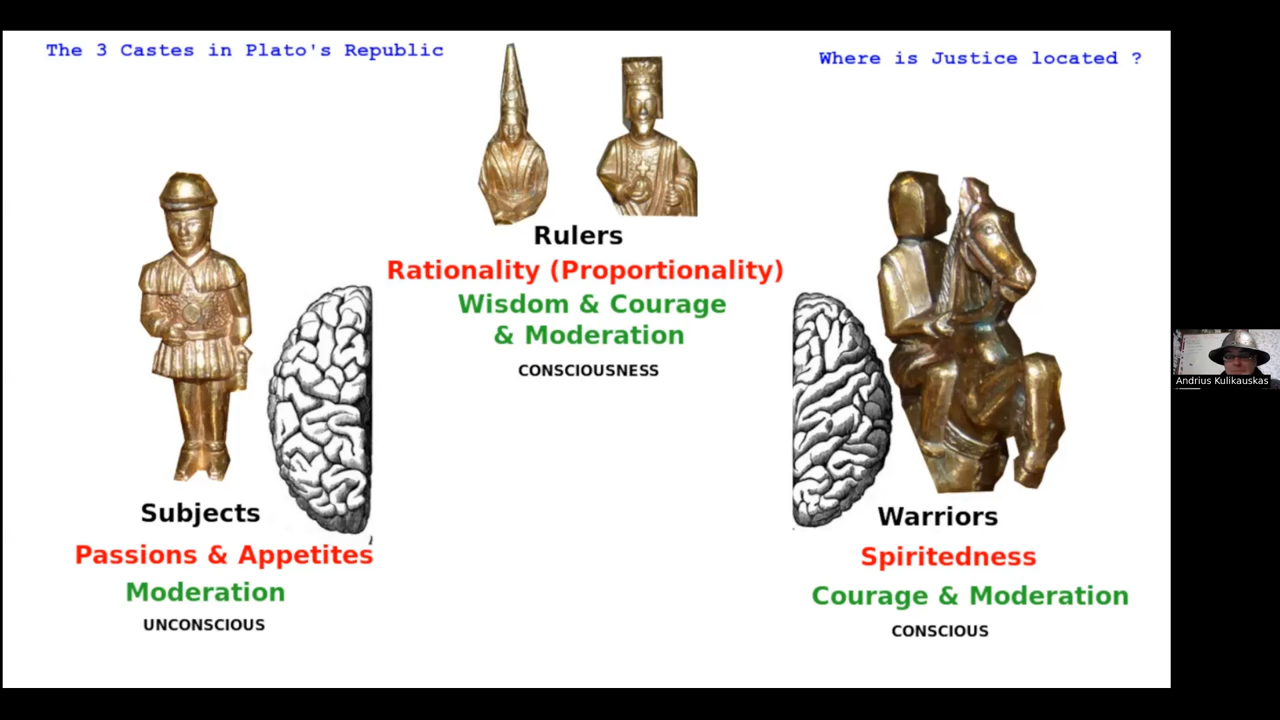 The 3 Castes in Plato's Republic
Where is Justice located ?
Rulers
Rationality (Proportionality)
Wisdom & Courage
& Moderation
CONSCIOUSNESS
Subjects
Passions & Appetites
Moderation
UNCONSCIOUS
Warriors
Spiritedness
Courage & Moderation
CONSCIOUS
Andrius Kulikauskas